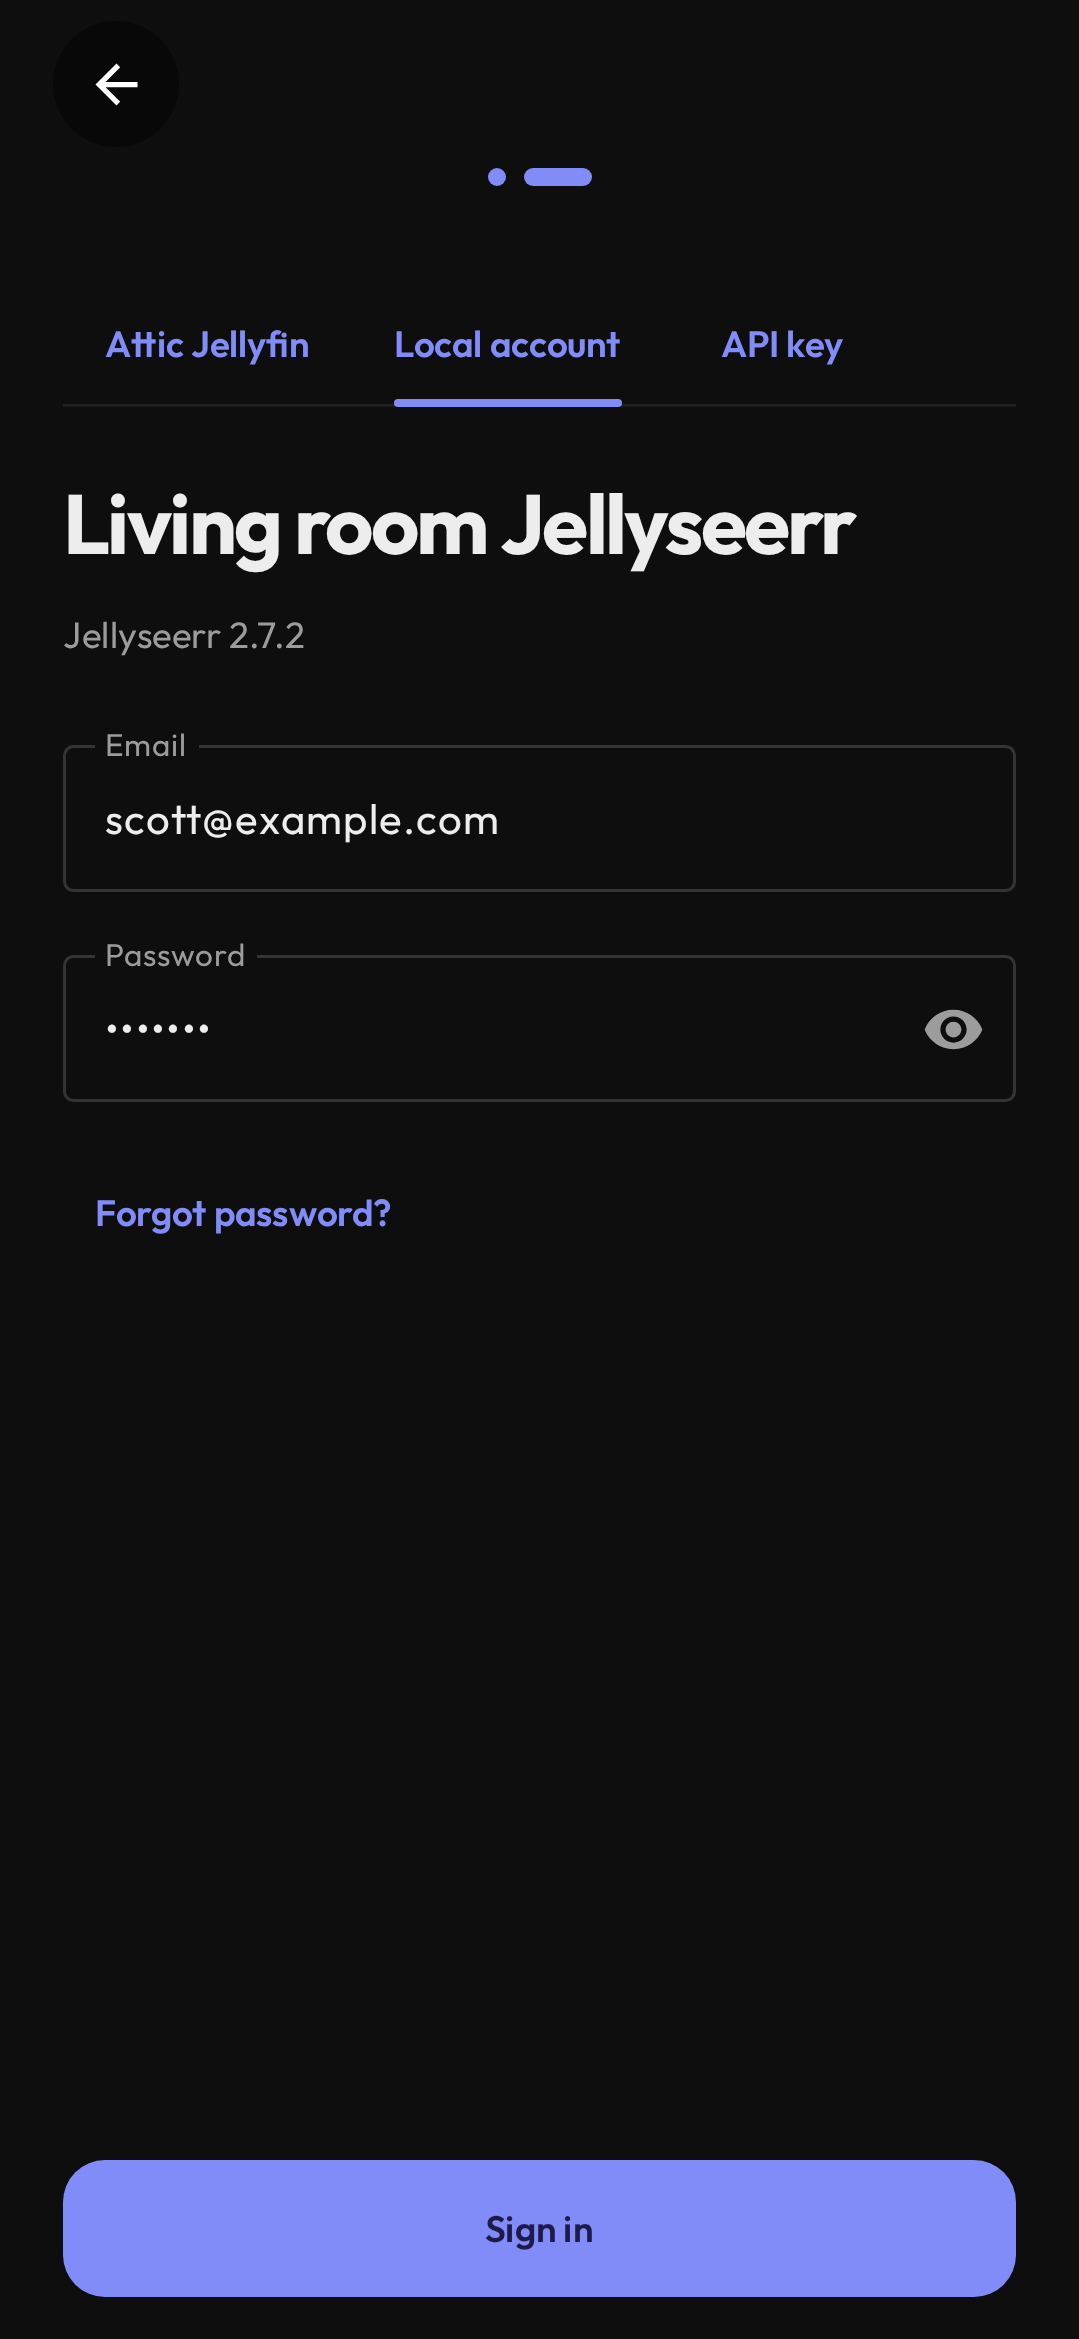 Attic Jellyfin
Local account
API key
Living room Jellyseerr
Jellyseerr 2.7.2
Email
scott@example.com
Password
•••••••
Forgot password?
Sign in